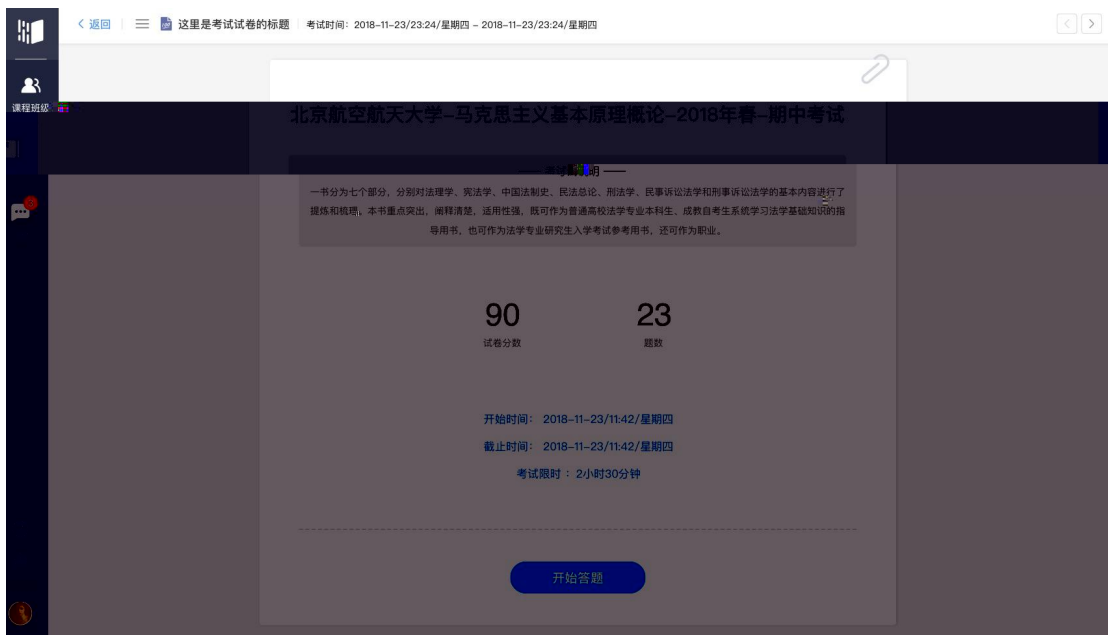 < 返回
这里是考试试卷的标题
考试时间：2018-11-23/23:24/星期四 - 2018-11-23/23:24/星期四
课程班级
北京航空航天大学-马克思主义基本原理概论-2018年春-期中考试
一书分为七个部分，分别对法理学、宪法学、中国法制史、民法总论、刑法学、民事诉讼法学和刑事诉讼法学的基本内容进行了
提炼和梳理。本书重点突出，阐释清楚，适用性强，既可作为普通高校法学专业本科生、成教自考生系统学习法学基础知识的指
导用书，也可作为法学专业研究生入学考试参考用书，还可作为职业。
90
23
试卷分数
题数
开始时间： 2018-11-23/11:42/星期四
截止时间： 2018-11-23/11:42/星期四
考试限时 ：2小时30分钟
开始答题